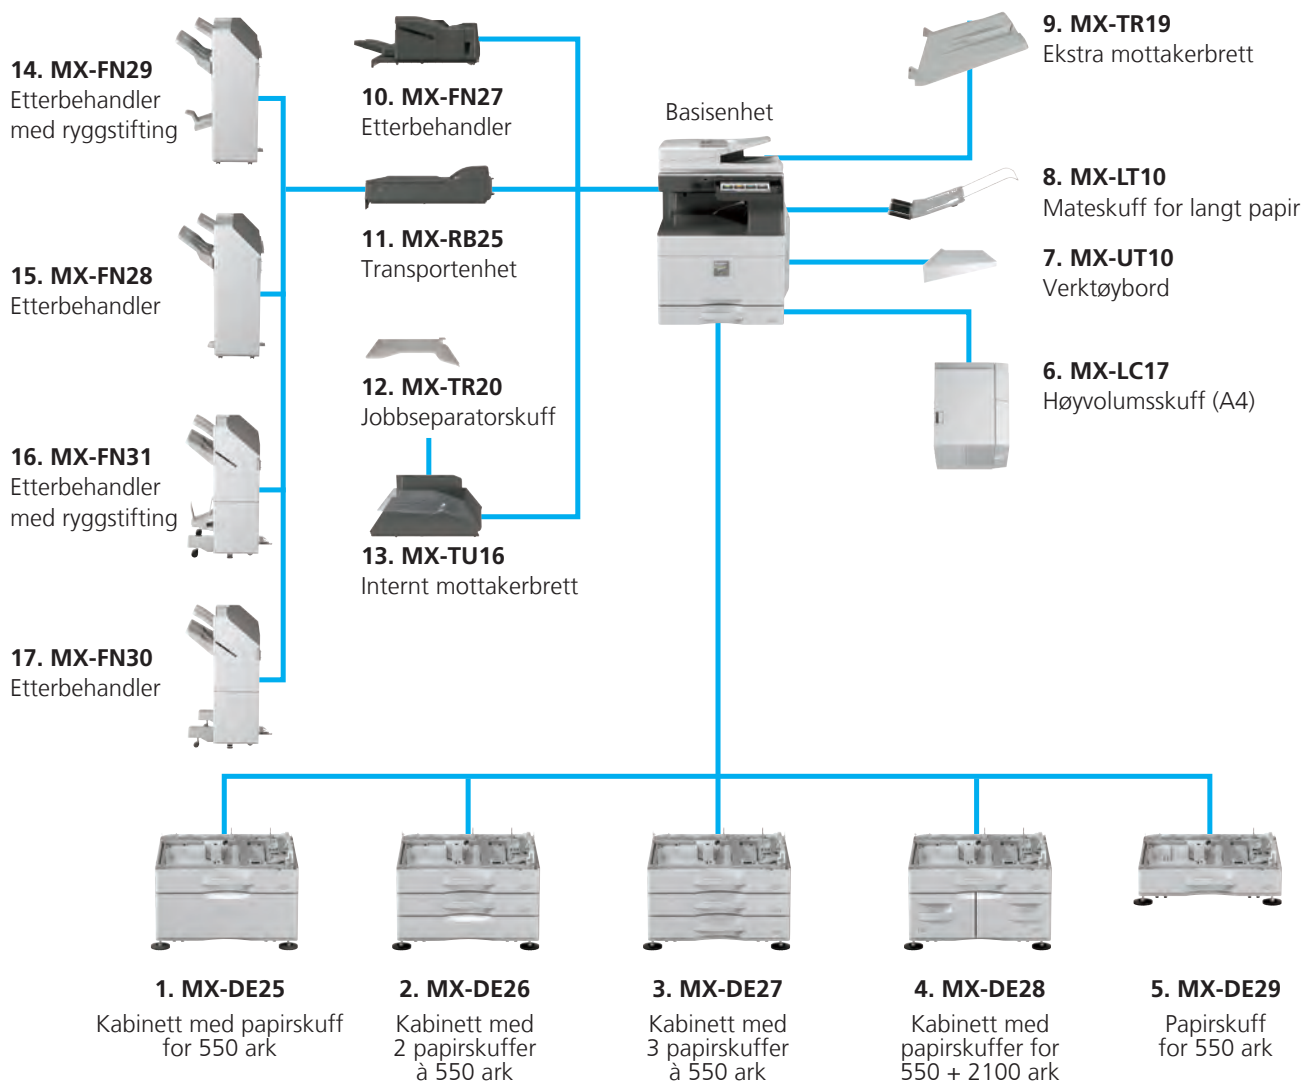 14. MX-FN29
Etterbehandler
med ryggstifting
15. MX-FN28
Etterbehandler
16. MX-FN31
Etterbehandler
med ryggstifting
17. MX-FN30
Etterbehandler
10. MX-FN27
Etterbehandler
11. MX-RB25
Transportenhet
12. MX-TR20
Jobbseparatorskuff
13. MX-TU16
Internt mottakerbrett
Basisenhet
9. MX-TR19
Ekstra mottakerbrett
8. MX-LT10
Mateskuff for langt papir
7. MX-UT10
Verktøybord
6. MX-LC17
Høyvolumsskuff (A4)
1. MX-DE25
Kabinett med papirskuff
for 550 ark
2. MX-DE26
Kabinett med
2 papirskuffer
à 550 ark
3. MX-DE27
Kabinett med
3 papirskuffer
à 550 ark
4. MX-DE28
Kabinett med
papirskuffer for
550 + 2100 ark
5. MX-DE29
Papirskuff
for 550 ark